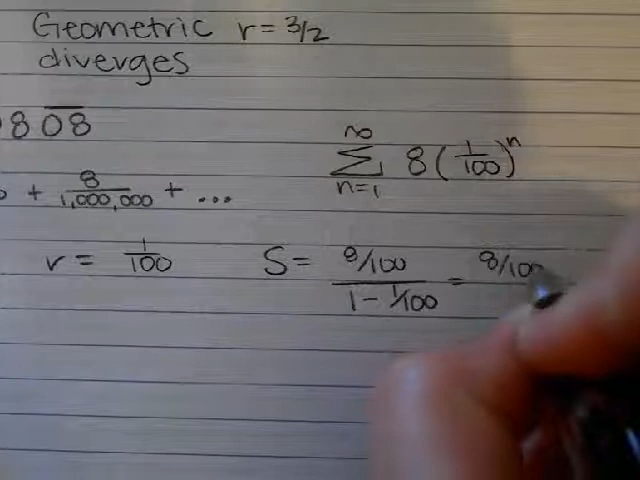 Geometric r = 3/2
diverges
808
∞
∑ 8(1/100)^n
n=1
+ 8/1,000,000 + ...
r = 1/100 S = 8/100 / 1 - 1/100 = 8/100